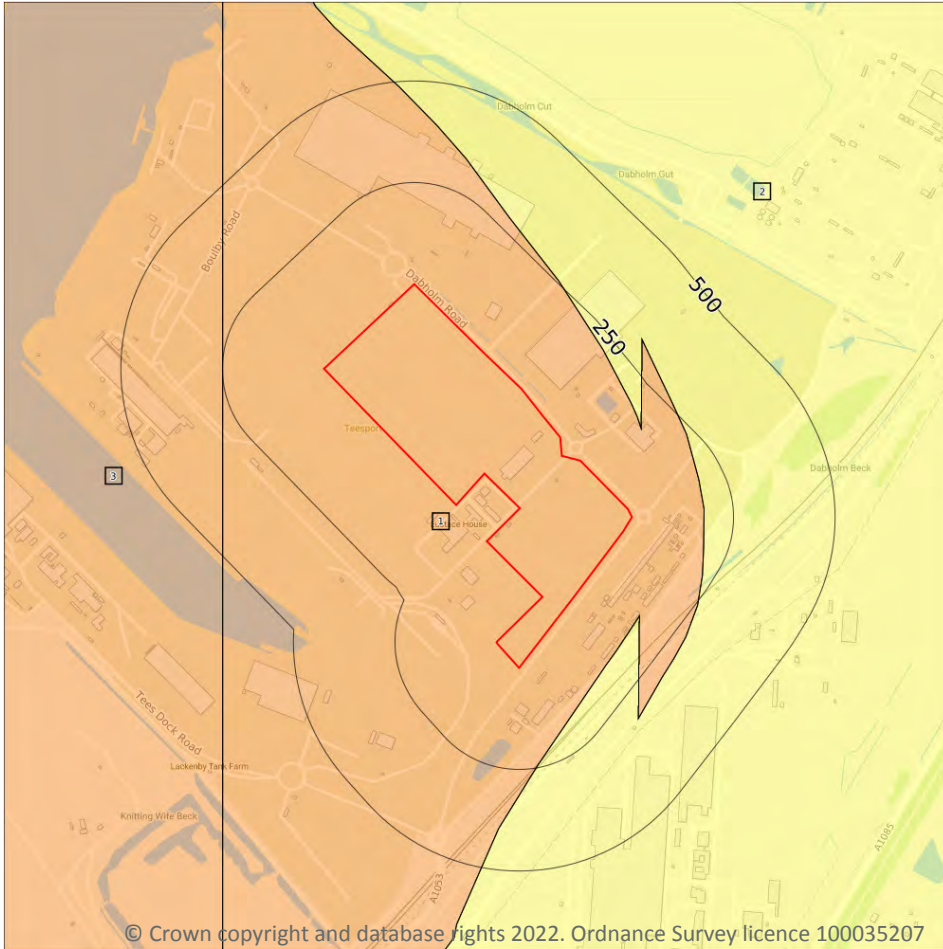 Dabholm Cut
Dabholm Gut
2
Boulby Road
Dabholm Road
500
250
Teesport
3
Dabholm Beck
1
House
Tees Dock Road
Lackenby Tank Farm
Knitting Wife Beck
A1085
A1053
© Crown copyright and database rights 2022. Ordnance Survey licence 100035207